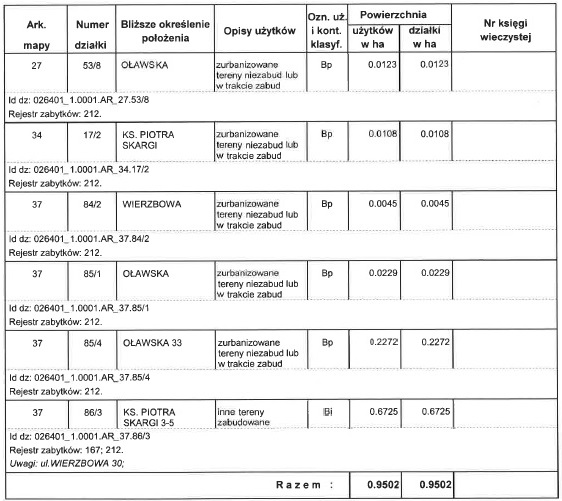 Ark. mapy | Numer działki | Bliższe określenie położenia | Opisy użytków | Ozn. uż. i kont. klasyf. | Powierzchnia użytków w ha | Powierzchnia działki w ha | Nr księgi wieczystej
27 | 53/8 | OŁAWSKA | zurbanizowane tereny niezabud lub w trakcie zabud | Bp | 0.0123 | 0.0123
Id dz: 026401_1.0001.AR_27.53/8
Rejestr zabytków: 212.
34 | 17/2 | KS. PIOTRA SKARGI | zurbanizowane tereny niezabud lub w trakcie zabud | Bp | 0.0108 | 0.0108
Id dz: 026401_1.0001.AR_34.17/2
Rejestr zabytków: 212.
37 | 84/2 | WIERZBOWA | zurbanizowane tereny niezabud lub w trakcie zabud | Bp | 0.0045 | 0.0045
Id dz: 026401_1.0001.AR_37.84/2
Rejestr zabytków: 212.
37 | 85/1 | OŁAWSKA | zurbanizowane tereny niezabud lub w trakcie zabud | Bp | 0.0229 | 0.0229
Id dz: 026401_1.0001.AR_37.85/1
Rejestr zabytków: 212.
37 | 85/4 | OŁAWSKA 33 | zurbanizowane tereny niezabud lub w trakcie zabud | Bp | 0.2272 | 0.2272
Id dz: 026401_1.0001.AR_37.85/4
Rejestr zabytków: 212.
37 | 86/3 | KS. PIOTRA SKARGI 3-5 | inne tereny zabudowane | Bi | 0.6725 | 0.6725
Id dz: 026401_1.0001.AR_37.86/3
Rejestr zabytków: 167; 212.
Uwagi: ul.WIERZBOWA 30;
Razem : | 0.9502 | 0.9502